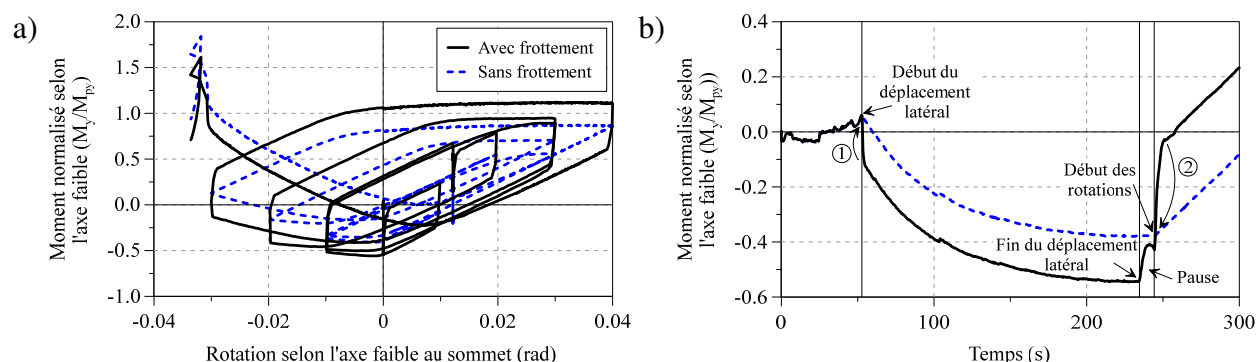 a)
Moment normalisé selon
l'axe faible (My/Mpy)
2.0
1.5
1.0
0.5
0.0
-0.5
-1.0
-0.04
-0.02
0
0.02
0.04
Rotation selon l'axe faible au sommet (rad)
Avec frottement
Sans frottement
b)
Moment normalisé selon
l'axe faible (My/Mpy))
0.4
0.2
0.0
-0.2
-0.4
-0.6
0
100
200
300
Temps (s)
Début du
déplacement
latéral
①
Début des
rotations
②
Fin du déplacement
latéral
Pause